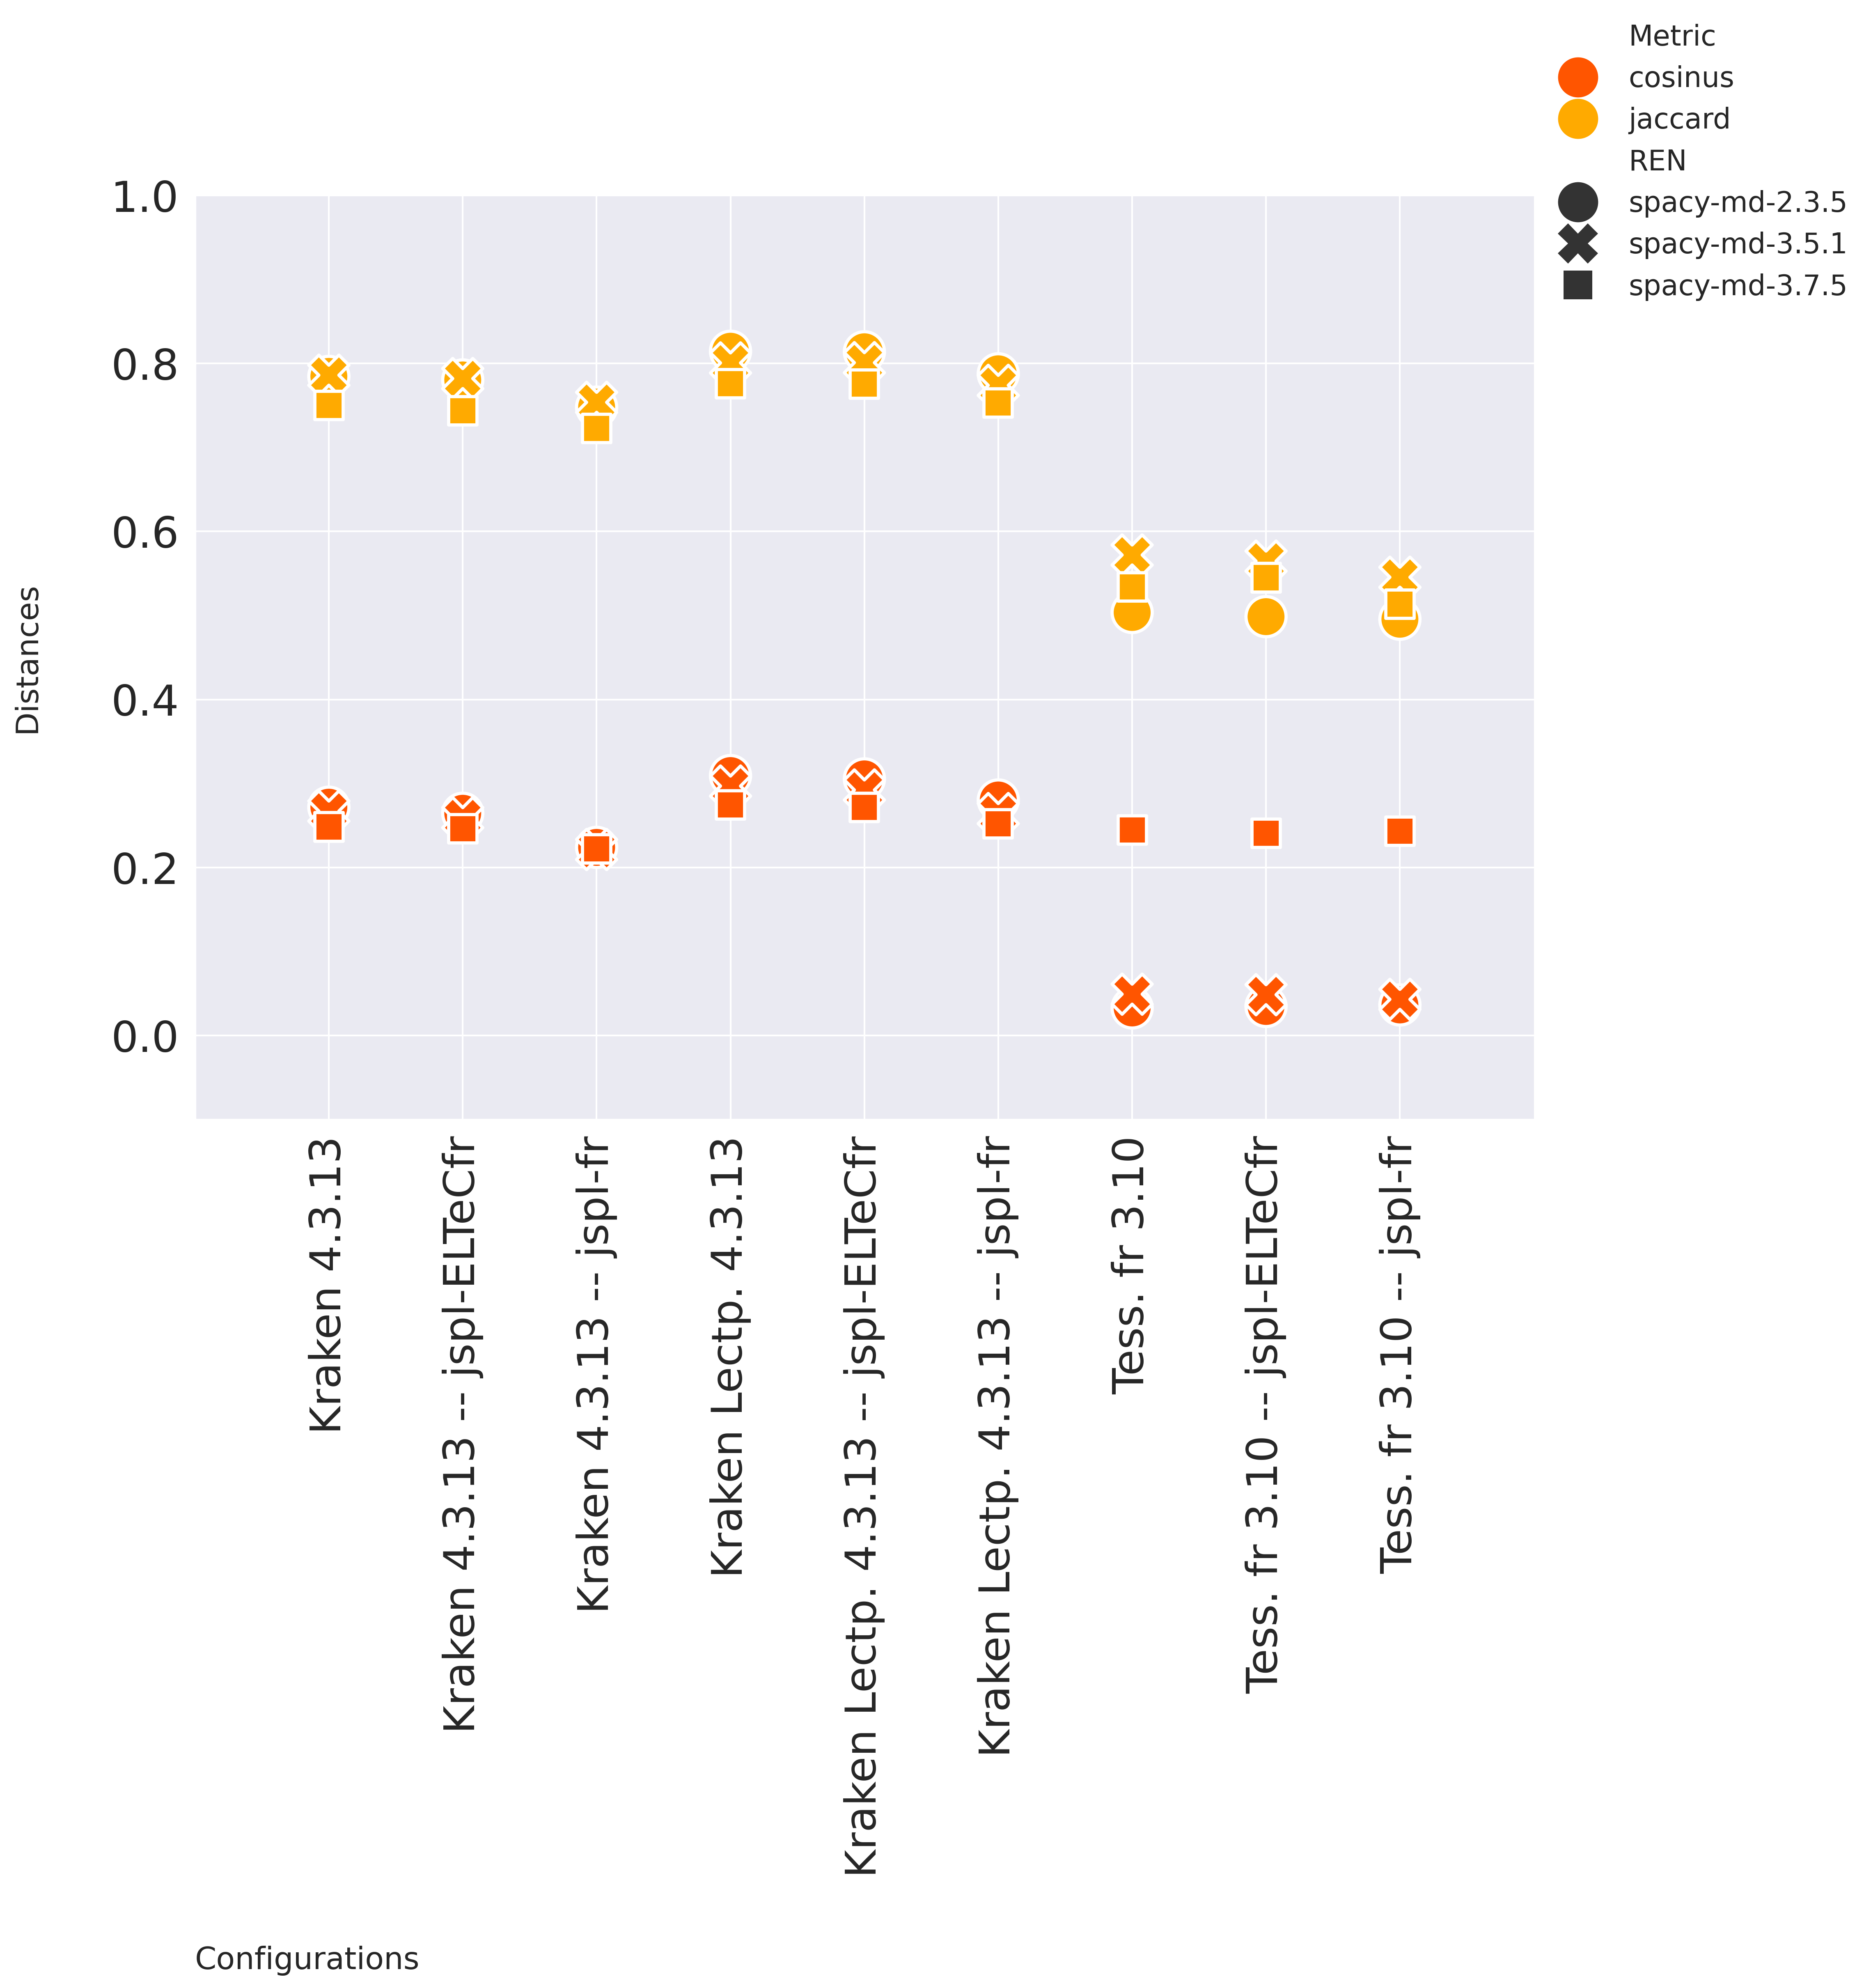 Metric
cosinus
jaccard
REN
spacy-md-2.3.5
spacy-md-3.5.1
spacy-md-3.7.5
1.0
0.8
0.6
0.4
0.2
0.0
Distances
Kraken 4.3.13
Kraken 4.3.13 -- jspl-ELTeCfr
Kraken 4.3.13 -- jspl-fr
Kraken Lectp. 4.3.13
Kraken Lectp. 4.3.13 -- jspl-ELTeCfr
Kraken Lectp. 4.3.13 -- jspl-fr
Tess. fr 3.10
Tess. fr 3.10 -- jspl-ELTeCfr
Tess. fr 3.10 -- jspl-fr
Configurations